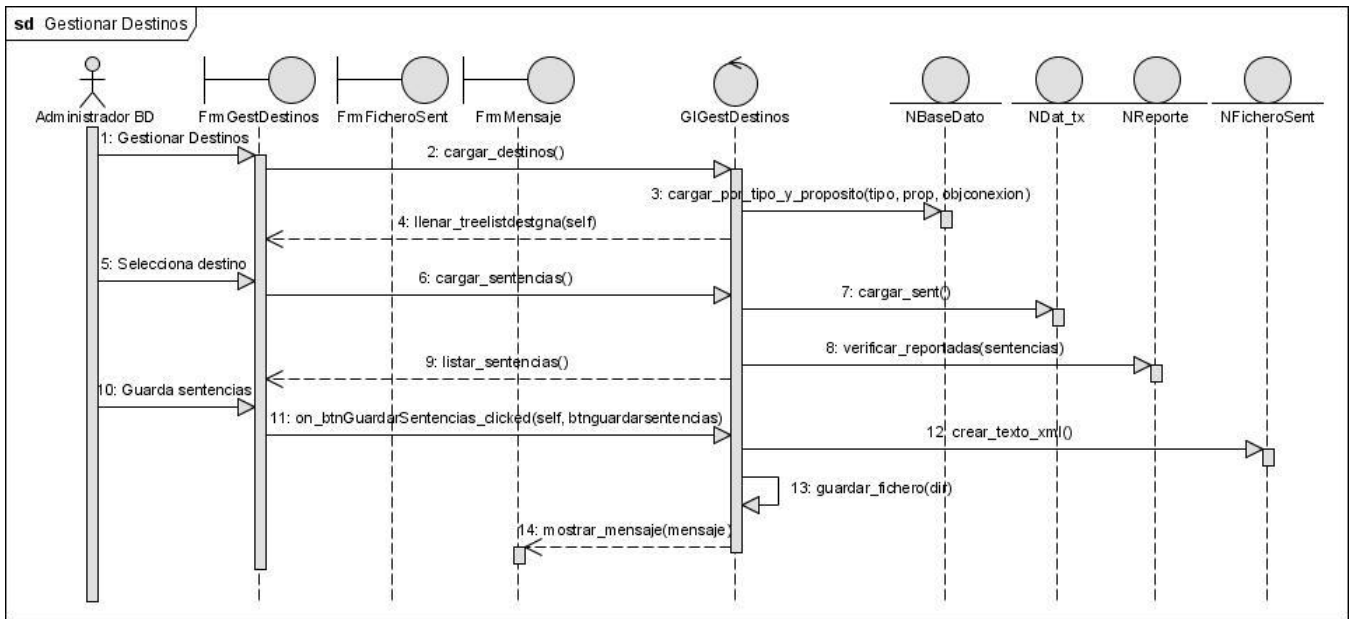 sd Gestionar Destinos
Administrador BD
FrmGestDestinos
FrmFicheroSent
FrmMensaje
GIGestDestinos
NBaseDato
NDat_tx
NReporte
NFicheroSent
1: Gestionar Destinos
2: cargar_destinos()
3: cargar_por_tipo_y_proposito(tipo, prop, objconexion)
4: llenar_treelistdestgna(self)
5: Selecciona destino
6: cargar_sentencias()
7: cargar_sent()
8: verificar_reportadas(sentencias)
9: listar_sentencias()
10: Guarda sentencias
11: on_btnGuardarSentencias_clicked(self, btnguardarsentencias)
12: crear_texto_xml()
13: guardar_fichero(dir)
14: mostrar_mensaje(mensaje)